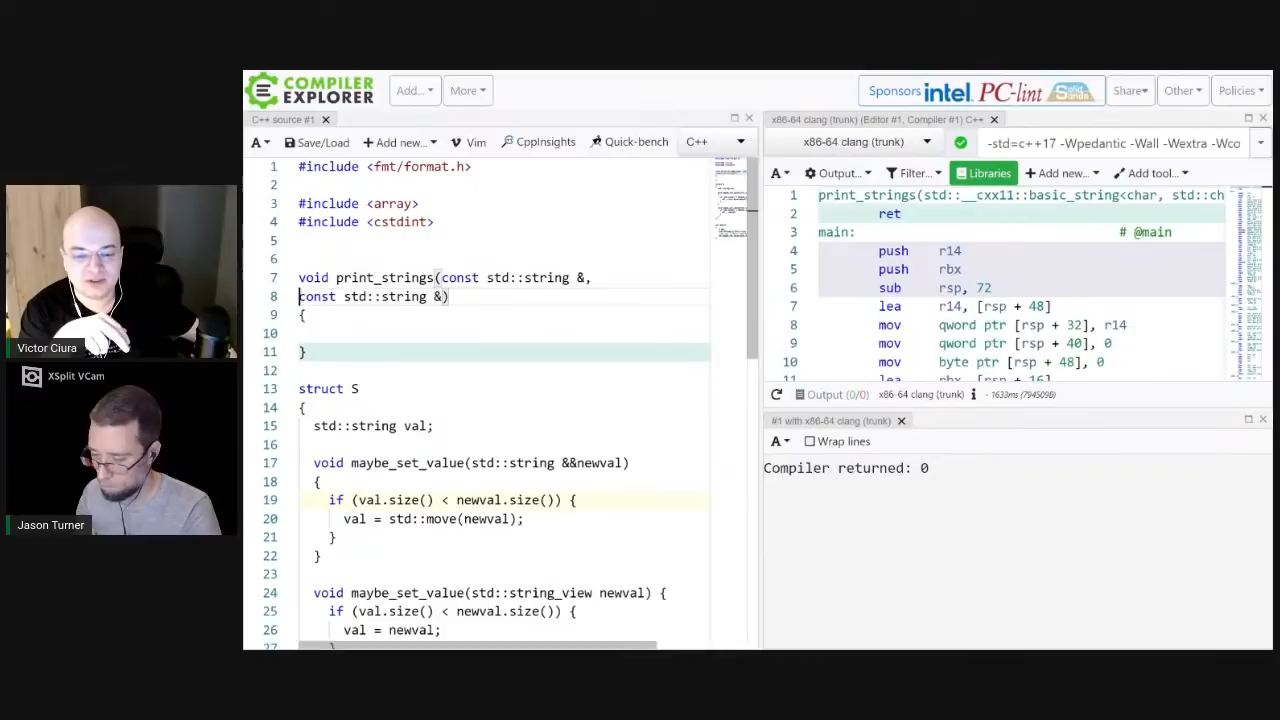 COMPILER
EXPLORER
Add...
More
Sponsors intel. PC-lint Solid Sands
Share
Other
Policies
C++ source #1
x86-64 clang (trunk) (Editor #1, Compiler #1) C++
A
Save/Load
Add new...
Vim
CppInsights
Quick-bench
C++
x86-64 clang (trunk)
-std=c++17 -Wpedantic -Wall -Wextra -Wco
A
Output...
Filter...
Libraries
Add new...
Add tool...
1 #include <fmt/format.h>
2
3 #include <array>
4 #include <cstdint>
5
6
7 void print_strings(const std::string &,
8 const std::string &)
9 {
10
11 }
12
13 struct S
14 {
15 std::string val;
16
17 void maybe_set_value(std::string &&newval)
18 {
19 if (val.size() < newval.size()) {
20 val = std::move(newval);
21 }
22 }
23
24 void maybe_set_value(std::string_view newval) {
25 if (val.size() < newval.size()) {
26 val = newval;
27 }
1 print_strings(std::__cxx11::basic_string<char, std::ch
2 ret
3 main: # @main
4 push r14
5 push rbx
6 sub rsp, 72
7 lea r14, [rsp + 48]
8 mov qword ptr [rsp + 32], r14
9 mov qword ptr [rsp + 40], 0
10 mov byte ptr [rsp + 48], 0
11 lea rbx, [rsp + 16]
Output (0/0) x86-64 clang (trunk) i - 1633ms (794509B)
#1 with x86-64 clang (trunk)
A
Wrap lines
Compiler returned: 0
Victor Ciura
XSplit VCam
Jason Turner